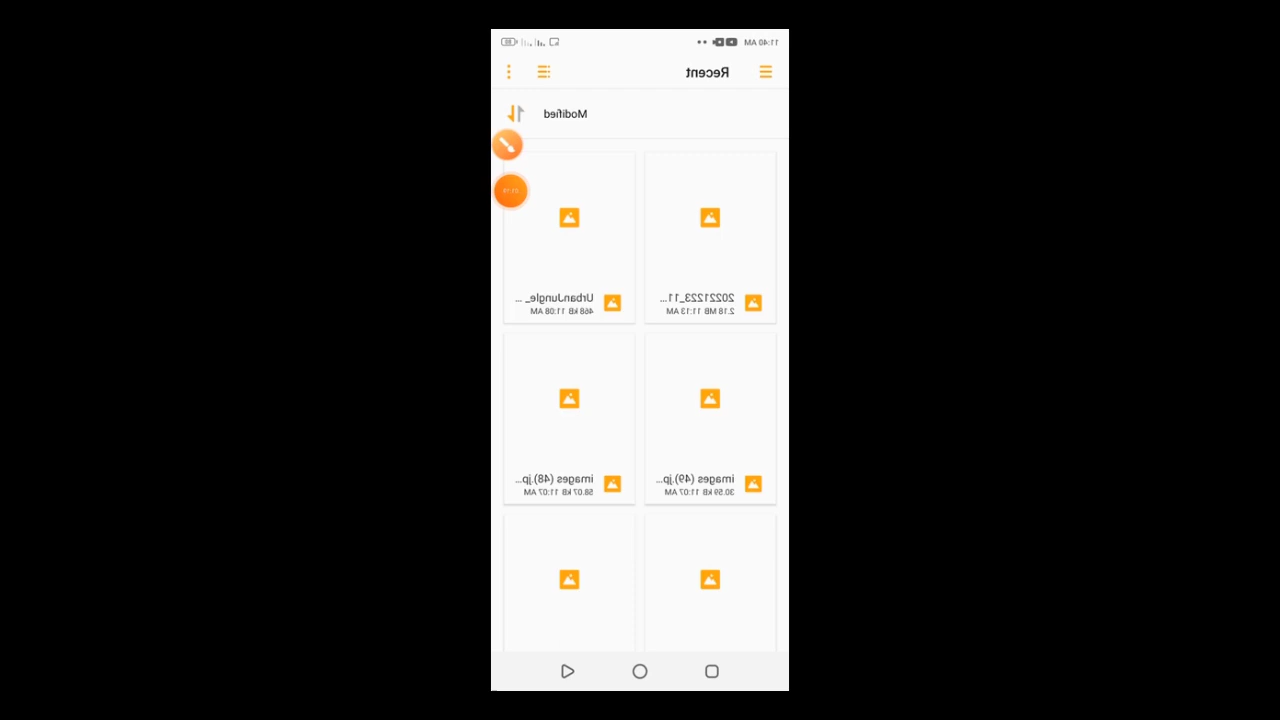 11:40 AM
Recent
Modified
20221223_11...
2.18 MB 11:13 AM
UrbanJungle_ ...
468 kB 11:08 AM
images (49).jp...
30.59 kB 11:07 AM
images (48).jp...
58.07 kB 11:07 AM